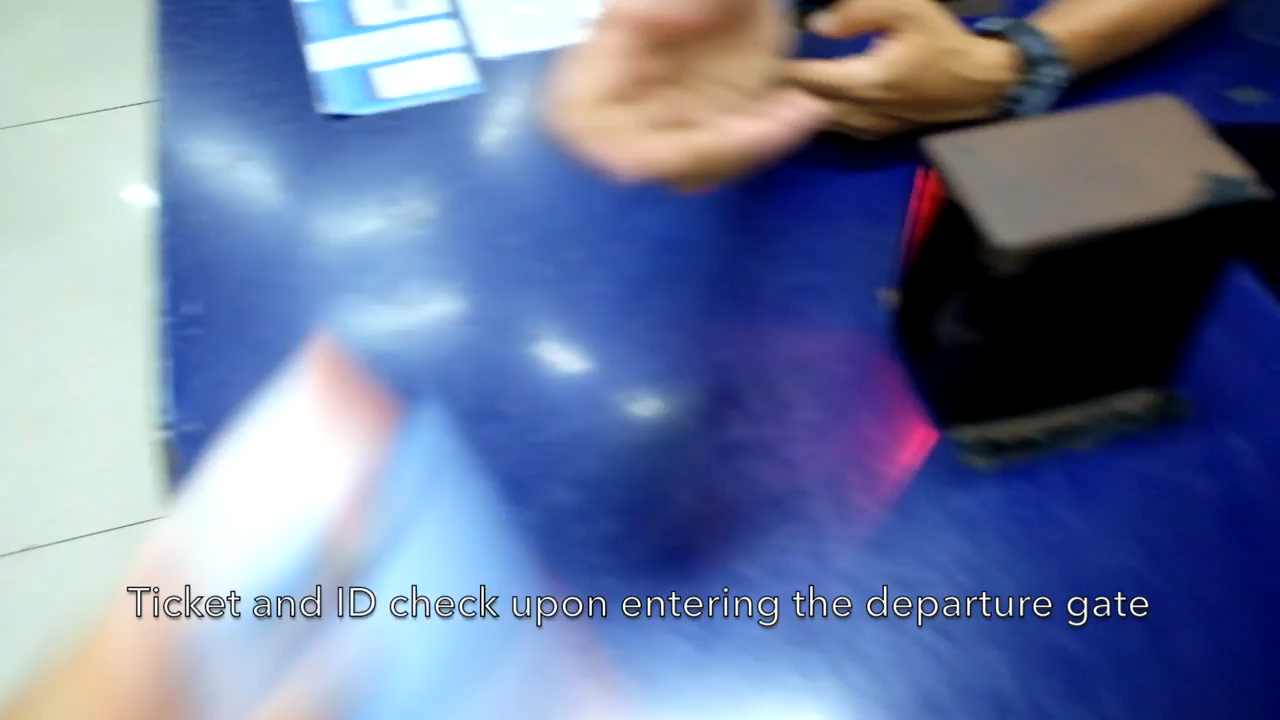 Ticket and ID check upon entering the departure gate